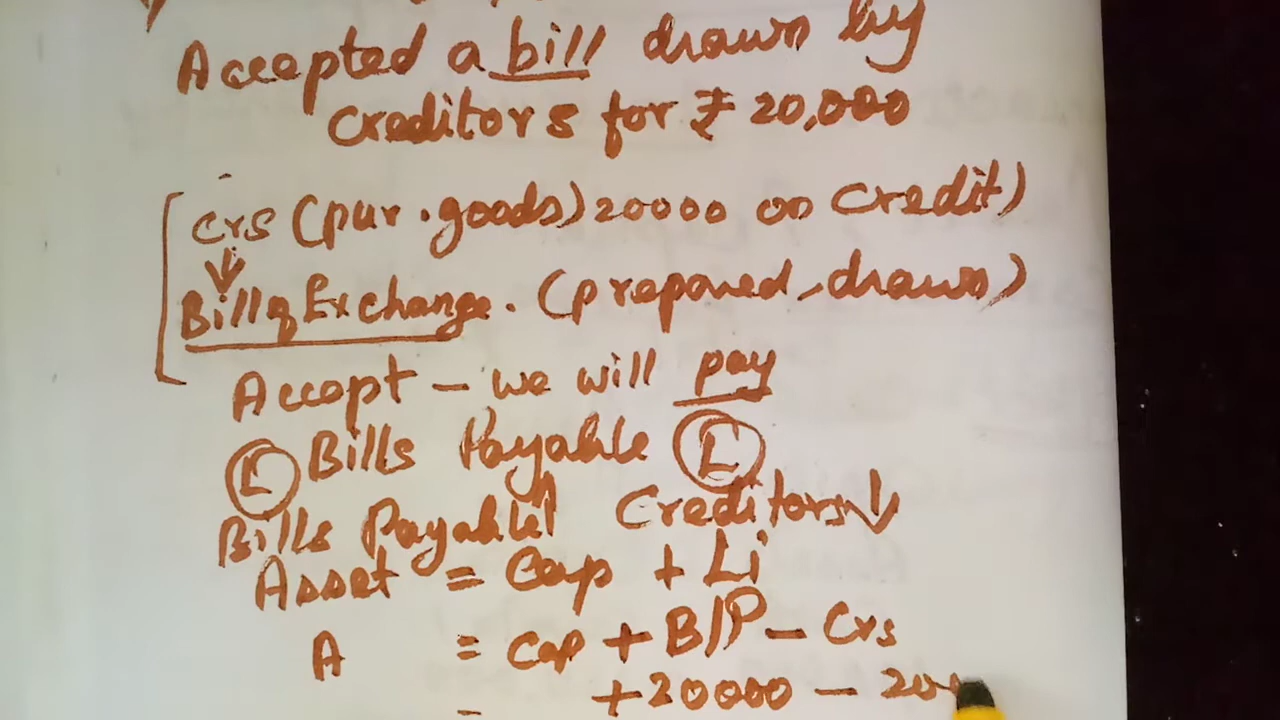 Accepted a bill drawn by
creditors for ₹ 20,000
crs (pur. goods) 20000 on credit)
Bill of Exchange. (prepared, drawn)
Accept - we will pay
(L) Bills Payable (L)
Bills Payable↑ Creditors↓
Asset = Cap + Li
A = Cap + B/P - Crs
= +20000 - 200